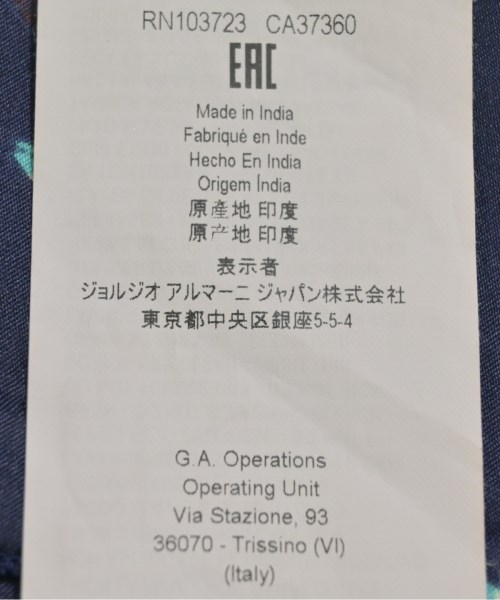 RN103723 CA37360
EAC
Made in India
Fabriqué en Inde
Hecho En India
Origem Índia
原產地 印度
原产地 印度
表示者
ジョルジオ アルマーニ ジャパン株式会社
東京都中央区銀座5-5-4
G.A. Operations
Operating Unit
Via Stazione, 93
36070 - Trissino (VI)
(Italy)